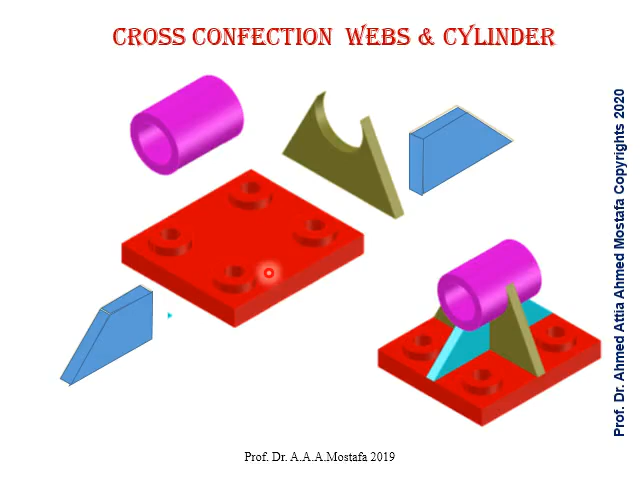 CROSS CONFECTION WEBS & CYLINDER
Prof. Dr. Ahmed Attia Ahmed Mostafa Copyrights 2020
Prof. Dr. A.A.A.Mostafa 2019